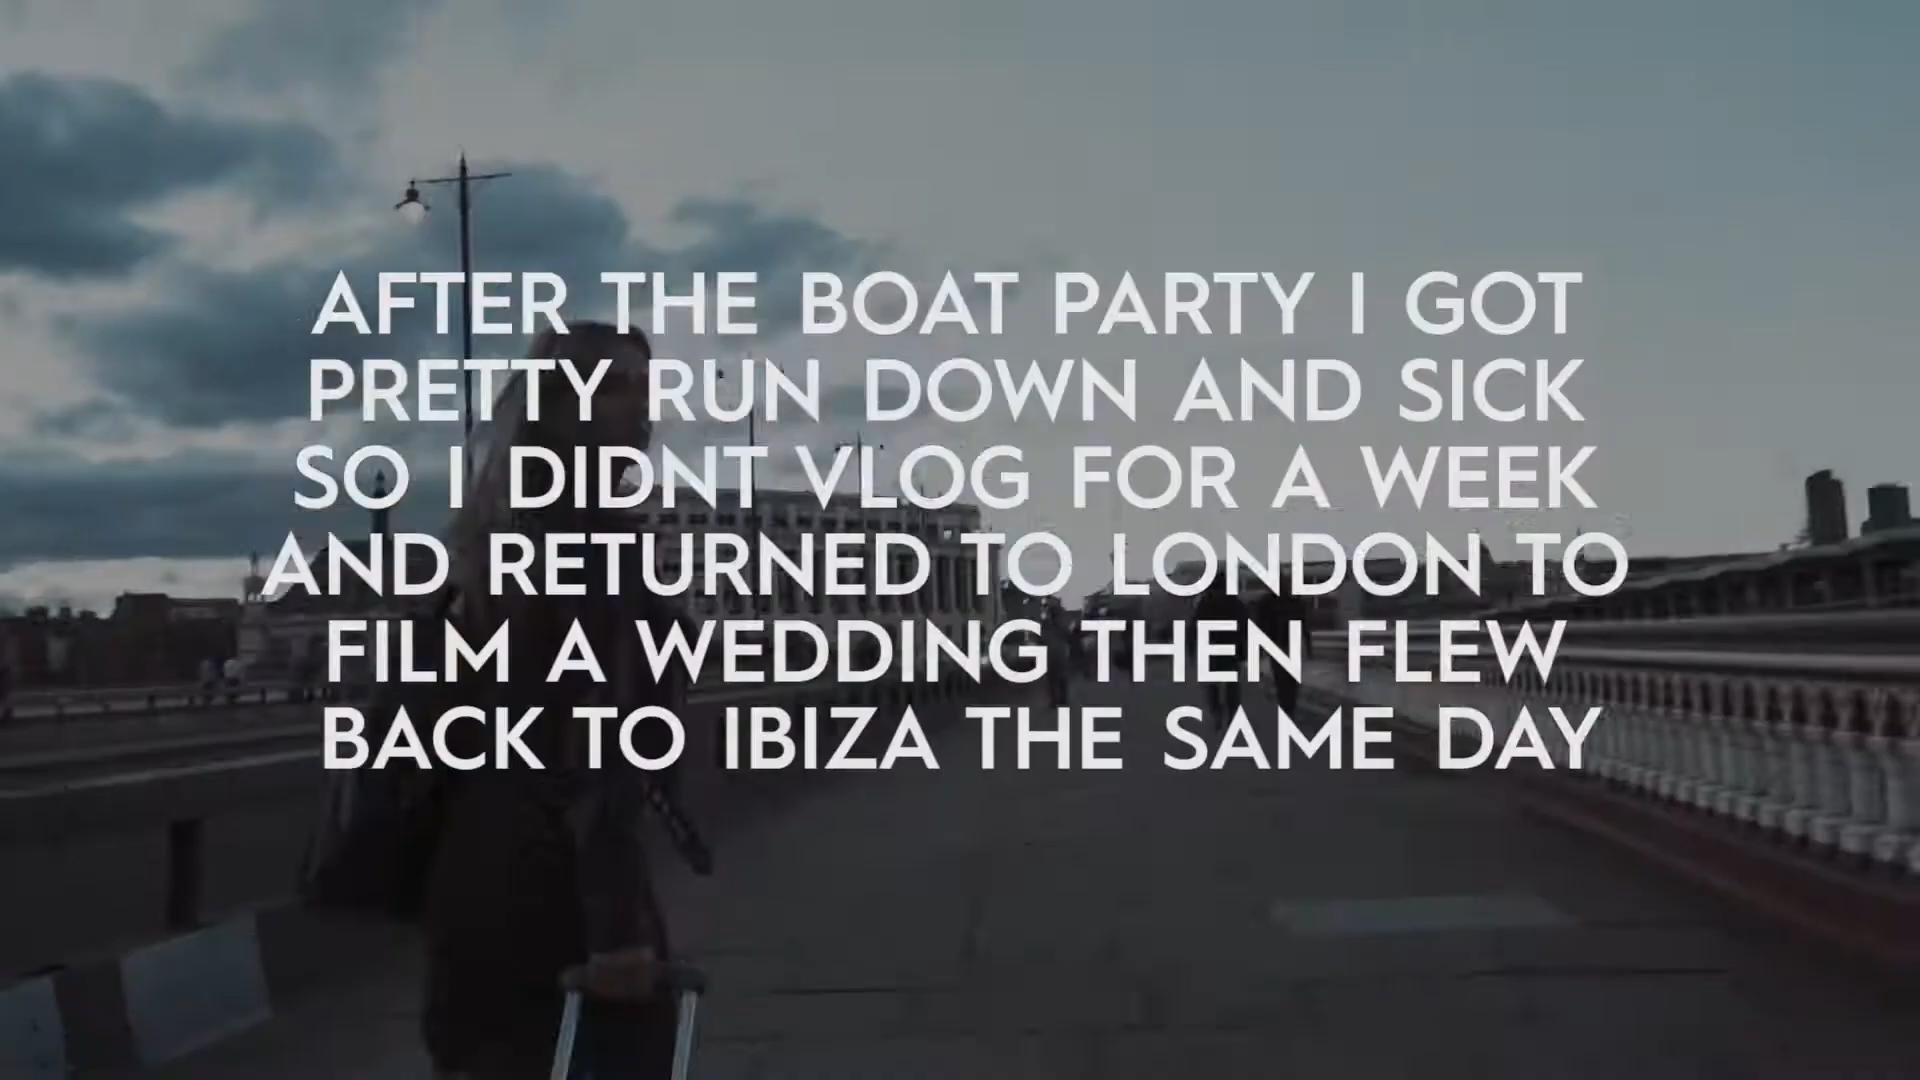 AFTER THE BOAT PARTY I GOT
PRETTY RUN DOWN AND SICK
SO I DIDNT VLOG FOR A WEEK
AND RETURNED TO LONDON TO
FILM A WEDDING THEN FLEW
BACK TO IBIZA THE SAME DAY